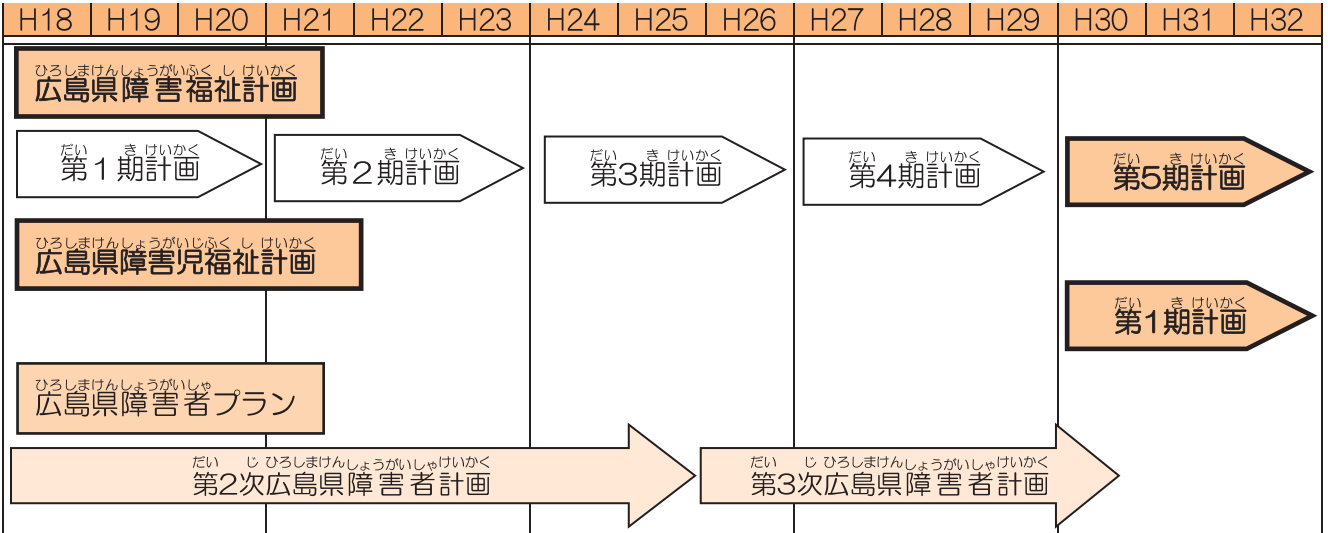 H18 H19 H20 H21 H22 H23 H24 H25 H26 H27 H28 H29 H30 H31 H32
ひろしまけんしょうがいふくしけいかく
広島県障害福祉計画
だい きけいかく だい きけいかく だい きけいかく だい きけいかく だい きけいかく
第1期計画 第2期計画 第3期計画 第4期計画 第5期計画
ひろしまけんしょうがいじふくしけいかく
広島県障害児福祉計画
だい きけいかく
第1期計画
ひろしまけんしょうがいしゃ
広島県障害者プラン
だい じひろしまけんしょうがいしゃけいかく だい じひろしまけんしょうがいしゃけいかく
第2次広島県障害者計画 第3次広島県障害者計画